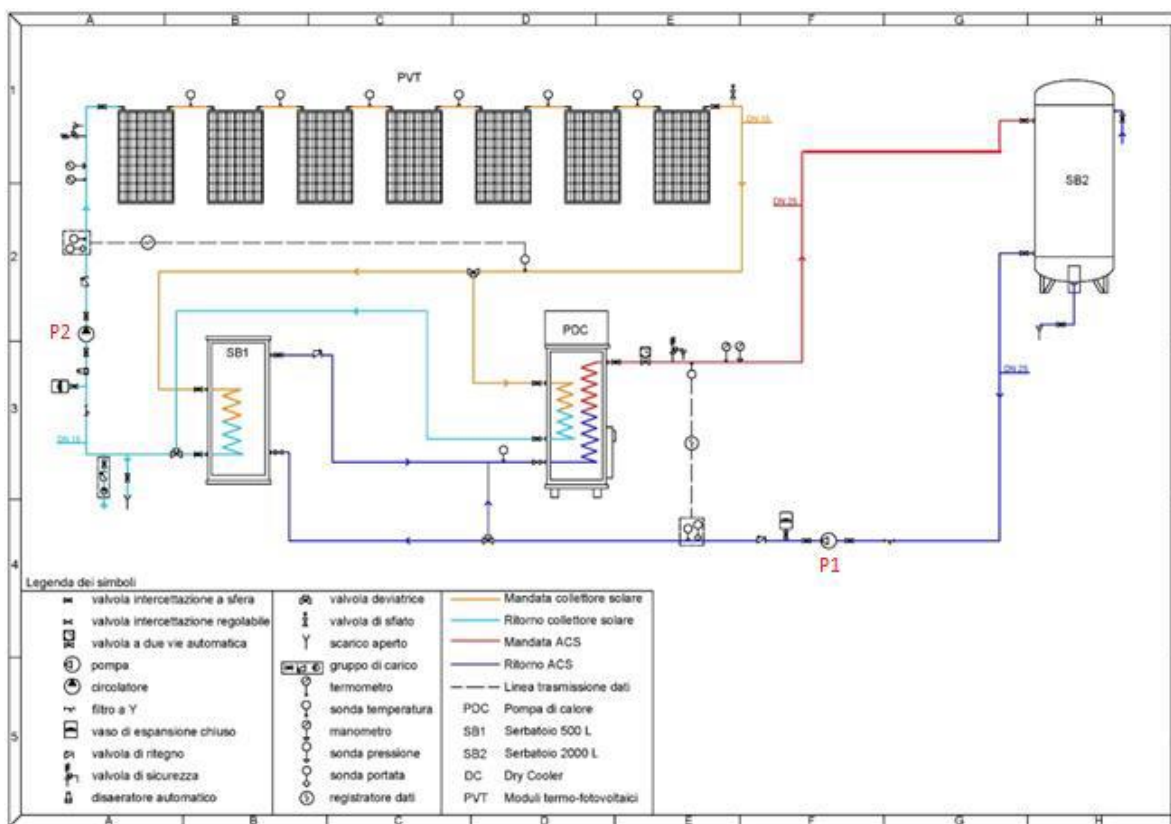 A B C D E F G H
1
PVT
DN 15
DN 25
SB2
2
P2
SB1
PDC
3
DN 15
DN 25
4
P1
Legenda dei simboli
valvola intercettazione a sfera
valvola intercettazione regolabile
valvola a due vie automatica
pompa
circolatore
filtro a Y
vaso di espansione chiuso
valvola di ritegno
valvola di sicurezza
disaeratore automatico
valvola deviatrice
valvola di sfiato
scarico aperto
gruppo di carico
termometro
sonda temperatura
manometro
sonda pressione
sonda portata
registratore dati
Mandata collettore solare
Ritorno collettore solare
Mandata ACS
Ritorno ACS
Linea trasmissione dati
PDC Pompa di calore
SB1 Serbatoio 500 L
SB2 Serbatoio 2000 L
DC Dry Cooler
PVT Moduli termo-fotovoltaici
5
A B C D E F G H